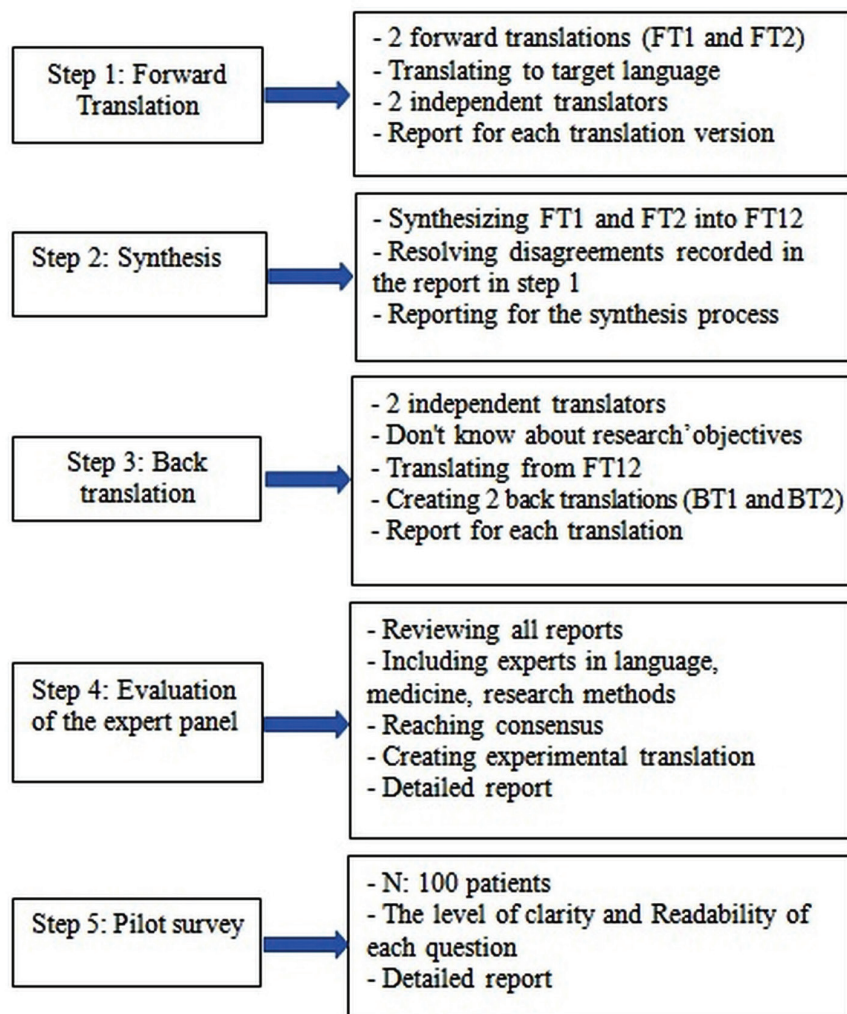 Step 1: Forward
Translation
- 2 forward translations (FT1 and FT2)
- Translating to target language
- 2 independent translators
- Report for each translation version
Step 2: Synthesis
- Synthesizing FT1 and FT2 into FT12
- Resolving disagreements recorded in
the report in step 1
- Reporting for the synthesis process
Step 3: Back
translation
- 2 independent translators
- Don't know about research' objectives
- Translating from FT12
- Creating 2 back translations (BT1 and BT2)
- Report for each translation
Step 4: Evaluation
of the expert panel
- Reviewing all reports
- Including experts in language,
medicine, research methods
- Reaching consensus
- Creating experimental translation
- Detailed report
Step 5: Pilot survey
- N: 100 patients
- The level of clarity and Readability of
each question
- Detailed report